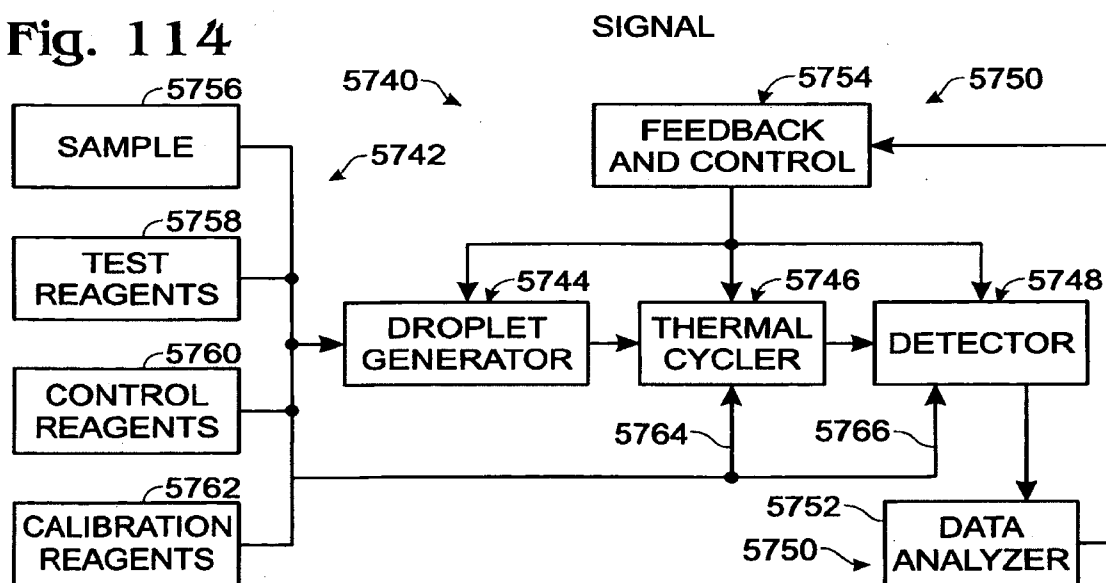 Fig. 114
SIGNAL
5756
SAMPLE
5740
5742
5754
FEEDBACK
AND CONTROL
5750
5758
TEST
REAGENTS
5744
DROPLET
GENERATOR
5746
THERMAL
CYCLER
5748
DETECTOR
5760
CONTROL
REAGENTS
5764
5766
5762
CALIBRATION
REAGENTS
5752
5750
DATA
ANALYZER